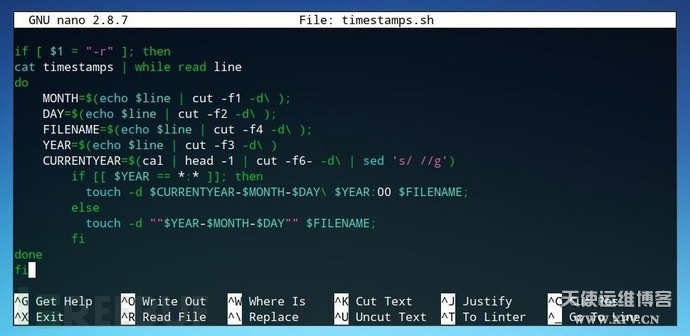 GNU nano 2.8.7 File: timestamps.sh
if [ $1 = "-r" ]; then
cat timestamps | while read line
do
MONTH=$(echo $line | cut -f1 -d\ );
DAY=$(echo $line | cut -f2 -d\ );
FILENAME=$(echo $line | cut -f4 -d\ );
YEAR=$(echo $line | cut -f3 -d\ )
CURRENTYEAR=$(cal | head -1 | cut -f6- -d\ | sed 's/ //g')
if [[ $YEAR == *:* ]]; then
touch -d $CURRENTYEAR-$MONTH-$DAY\ $YEAR:00 $FILENAME;
else
touch -d ""$YEAR-$MONTH-$DAY"" $FILENAME;
fi
done
fi
^G Get Help ^O Write Out ^W Where Is ^K Cut Text ^J Justify ^C
^X Exit ^R Read File ^\ Replace ^U Uncut Text ^T To Linter ^_ Go To Line
天使运维博客